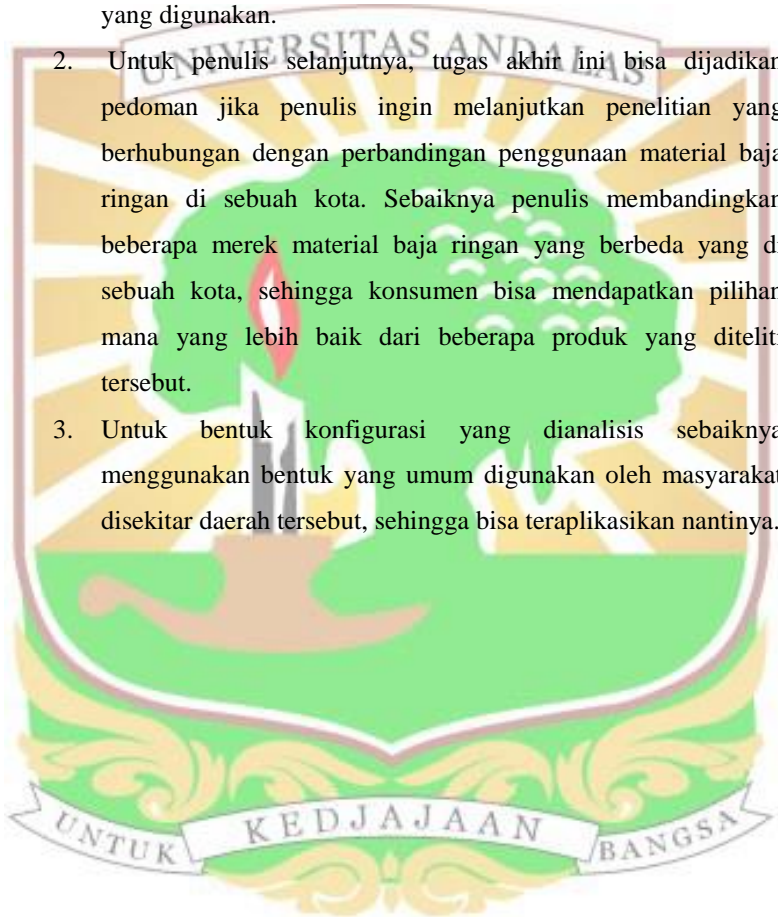 yang digunakan.
UNIVERSITAS ANDALAS
2. Untuk penulis selanjutnya, tugas akhir ini bisa dijadikan
pedoman jika penulis ingin melanjutkan penelitian yang
berhubungan dengan perbandingan penggunaan material baja
ringan di sebuah kota. Sebaiknya penulis membandingkan
beberapa merek material baja ringan yang berbeda yang di
sebuah kota, sehingga konsumen bisa mendapatkan pilihan
mana yang lebih baik dari beberapa produk yang diteliti
tersebut.
3. Untuk bentuk konfigurasi yang dianalisis sebaiknya
menggunakan bentuk yang umum digunakan oleh masyarakat
disekitar daerah tersebut, sehingga bisa teraplikasikan nantinya.
UNTUK KEDJAJAAN BANGSA